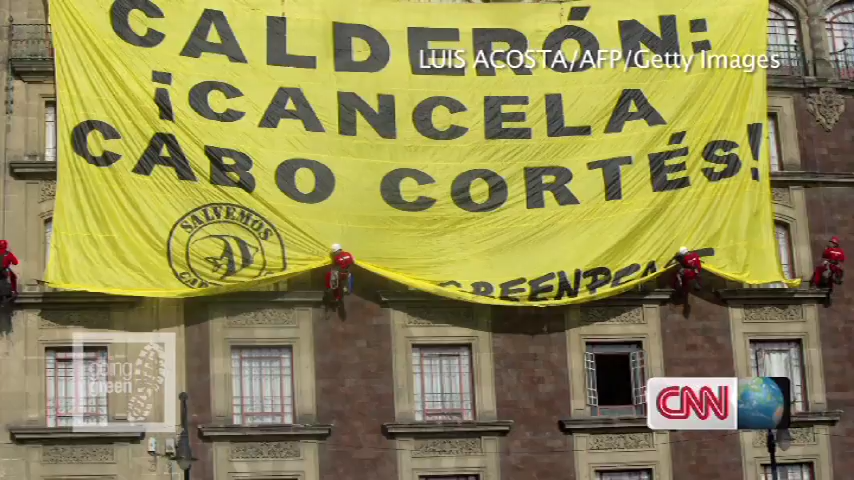 CALDERÓN:
LUIS ACOSTA/AFP/Getty Images
¡CANCELA
CABO CORTÉS!
SALVEMOS
GREENPEACE
going
green
CNN